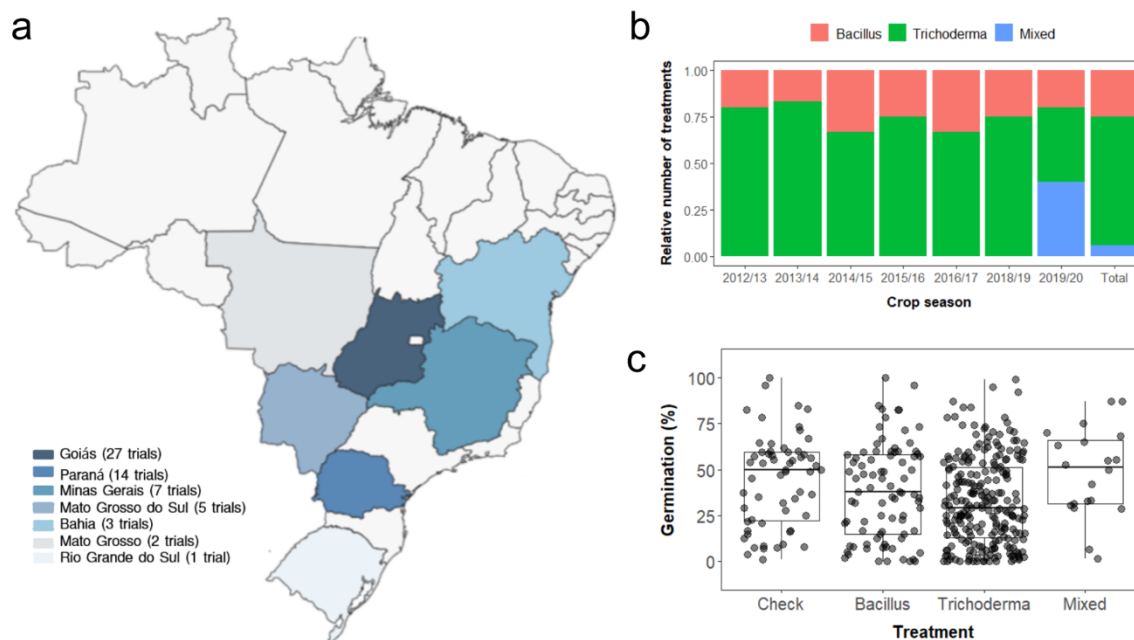 a
Goiás (27 trials)
Paraná (14 trials)
Minas Gerais (7 trials)
Mato Grosso do Sul (5 trials)
Bahia (3 trials)
Mato Grosso (2 trials)
Rio Grande do Sul (1 trial)
b
Bacillus Trichoderma Mixed
Relative number of treatments
1.00
0.75
0.50
0.25
0.00
2012/13 2013/14 2014/15 2015/16 2016/17 2018/19 2019/20 Total
Crop season
c
Germination (%)
100
75
50
25
0
Check Bacillus Trichoderma Mixed
Treatment